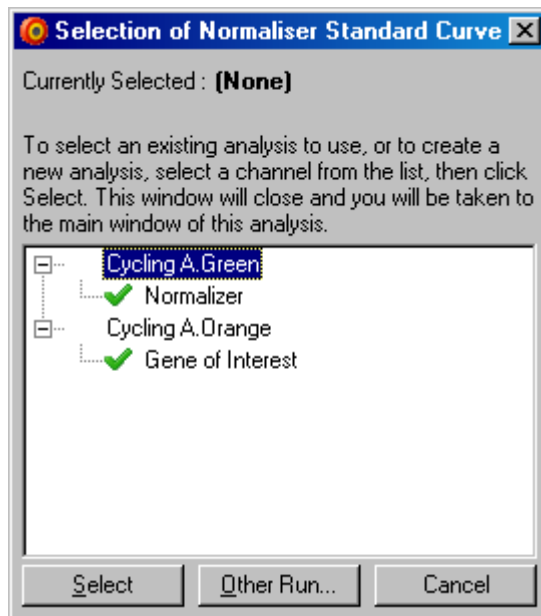 Selection of Normaliser Standard Curve
Currently Selected : (None)
To select an existing analysis to use, or to create a
new analysis, select a channel from the list, then click
Select. This window will close and you will be taken to
the main window of this analysis.
Cycling A.Green
Normalizer
Cycling A.Orange
Gene of Interest
Select Other Run... Cancel